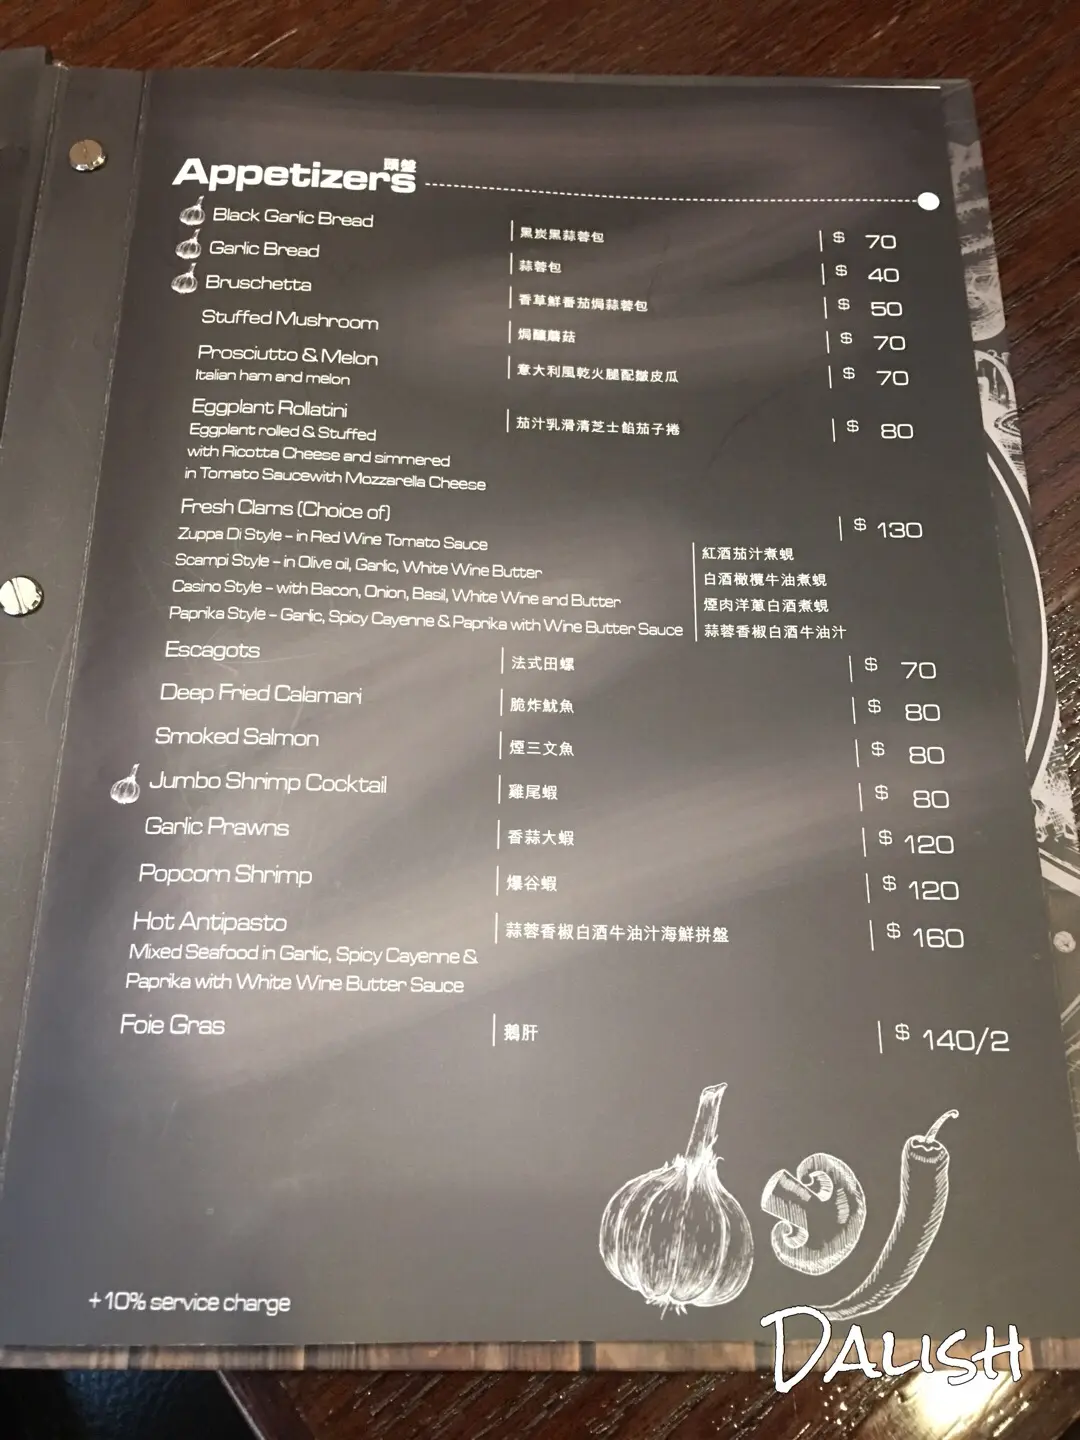 頭盤
Appetizers
Black Garlic Bread 黑炭黑蒜蓉包 $ 70
Garlic Bread 蒜蓉包 $ 40
Bruschetta 香草鮮番茄焗蒜蓉包 $ 50
Stuffed Mushroom 焗釀蘑菇 $ 70
Prosciutto & Melon 意大利風乾火腿配皺皮瓜 $ 70
Italian ham and melon
Eggplant Rollatini 茄汁乳滑清芝士餡茄子捲 $ 80
Eggplant rolled & Stuffed
with Ricotta Cheese and simmered
in Tomato Saucewith Mozzarella Cheese
Fresh Clams (Choice of) $ 130
Zuppa Di Style - in Red Wine Tomato Sauce 紅酒茄汁煮蜆
Scampi Style - in Olive oil, Garlic, White Wine Butter 白酒橄欖牛油煮蜆
Casino Style - with Bacon, Onion, Basil, White Wine and Butter 煙肉洋蔥白酒煮蜆
Paprika Style - Garlic, Spicy Cayenne & Paprika with Wine Butter Sauce 蒜蓉香椒白酒牛油汁
Escagots 法式田螺 $ 70
Deep Fried Calamari 脆炸魷魚 $ 80
Smoked Salmon 煙三文魚 $ 80
Jumbo Shrimp Cocktail 雞尾蝦 $ 80
Garlic Prawns 香蒜大蝦 $ 120
Popcorn Shrimp 爆谷蝦 $ 120
Hot Antipasto 蒜蓉香椒白酒牛油汁海鮮拼盤 $ 160
Mixed Seafood in Garlic, Spicy Cayenne &
Paprika with White Wine Butter Sauce
Foie Gras 鵝肝 $ 140/2
+10% service charge
DALISH